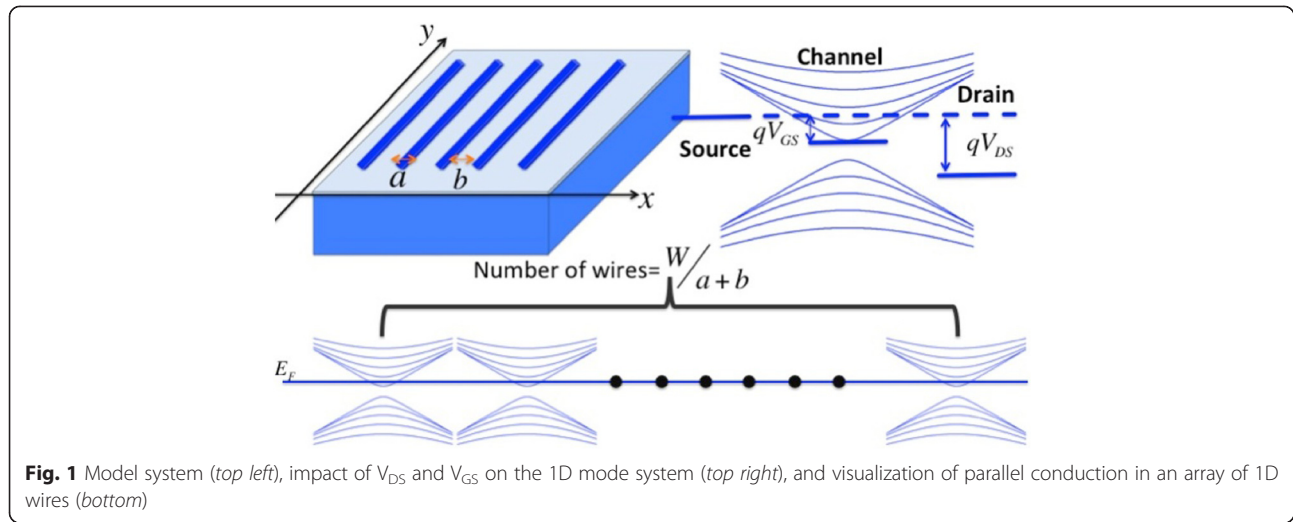 y
Channel
Drain
qV_GS
Source
qV_DS
a
b
x
Number of wires= W/a+b
E_F
Fig. 1 Model system (top left), impact of V_DS and V_GS on the 1D mode system (top right), and visualization of parallel conduction in an array of 1D
wires (bottom)